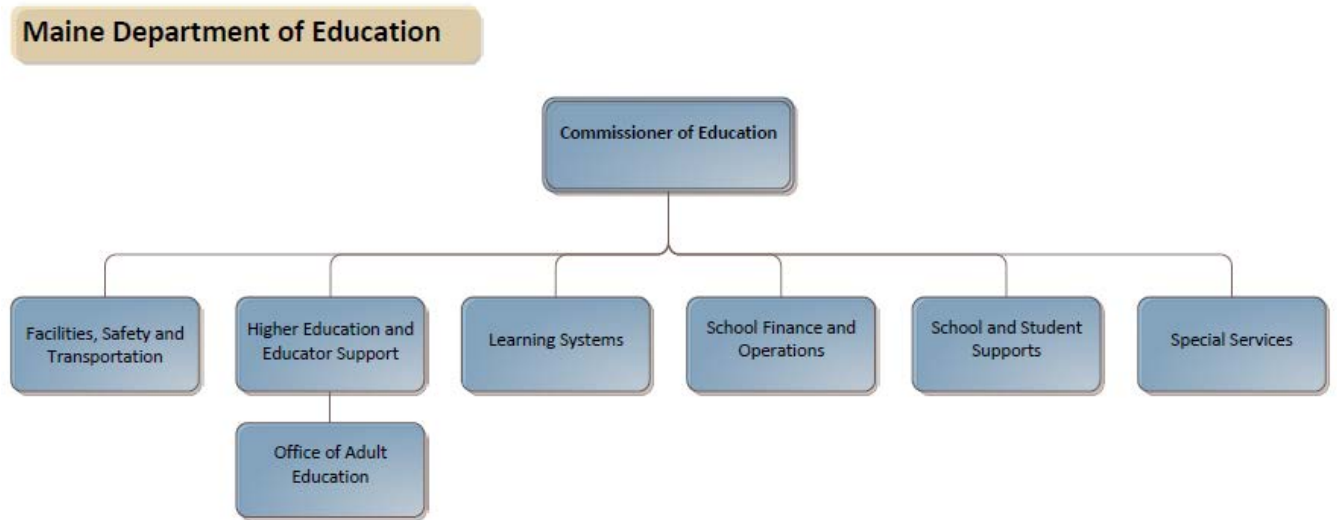 Maine Department of Education
Commissioner of Education
Facilities, Safety and
Transportation
Higher Education and
Educator Support
Learning Systems
School Finance and
Operations
School and Student
Supports
Special Services
Office of Adult
Education